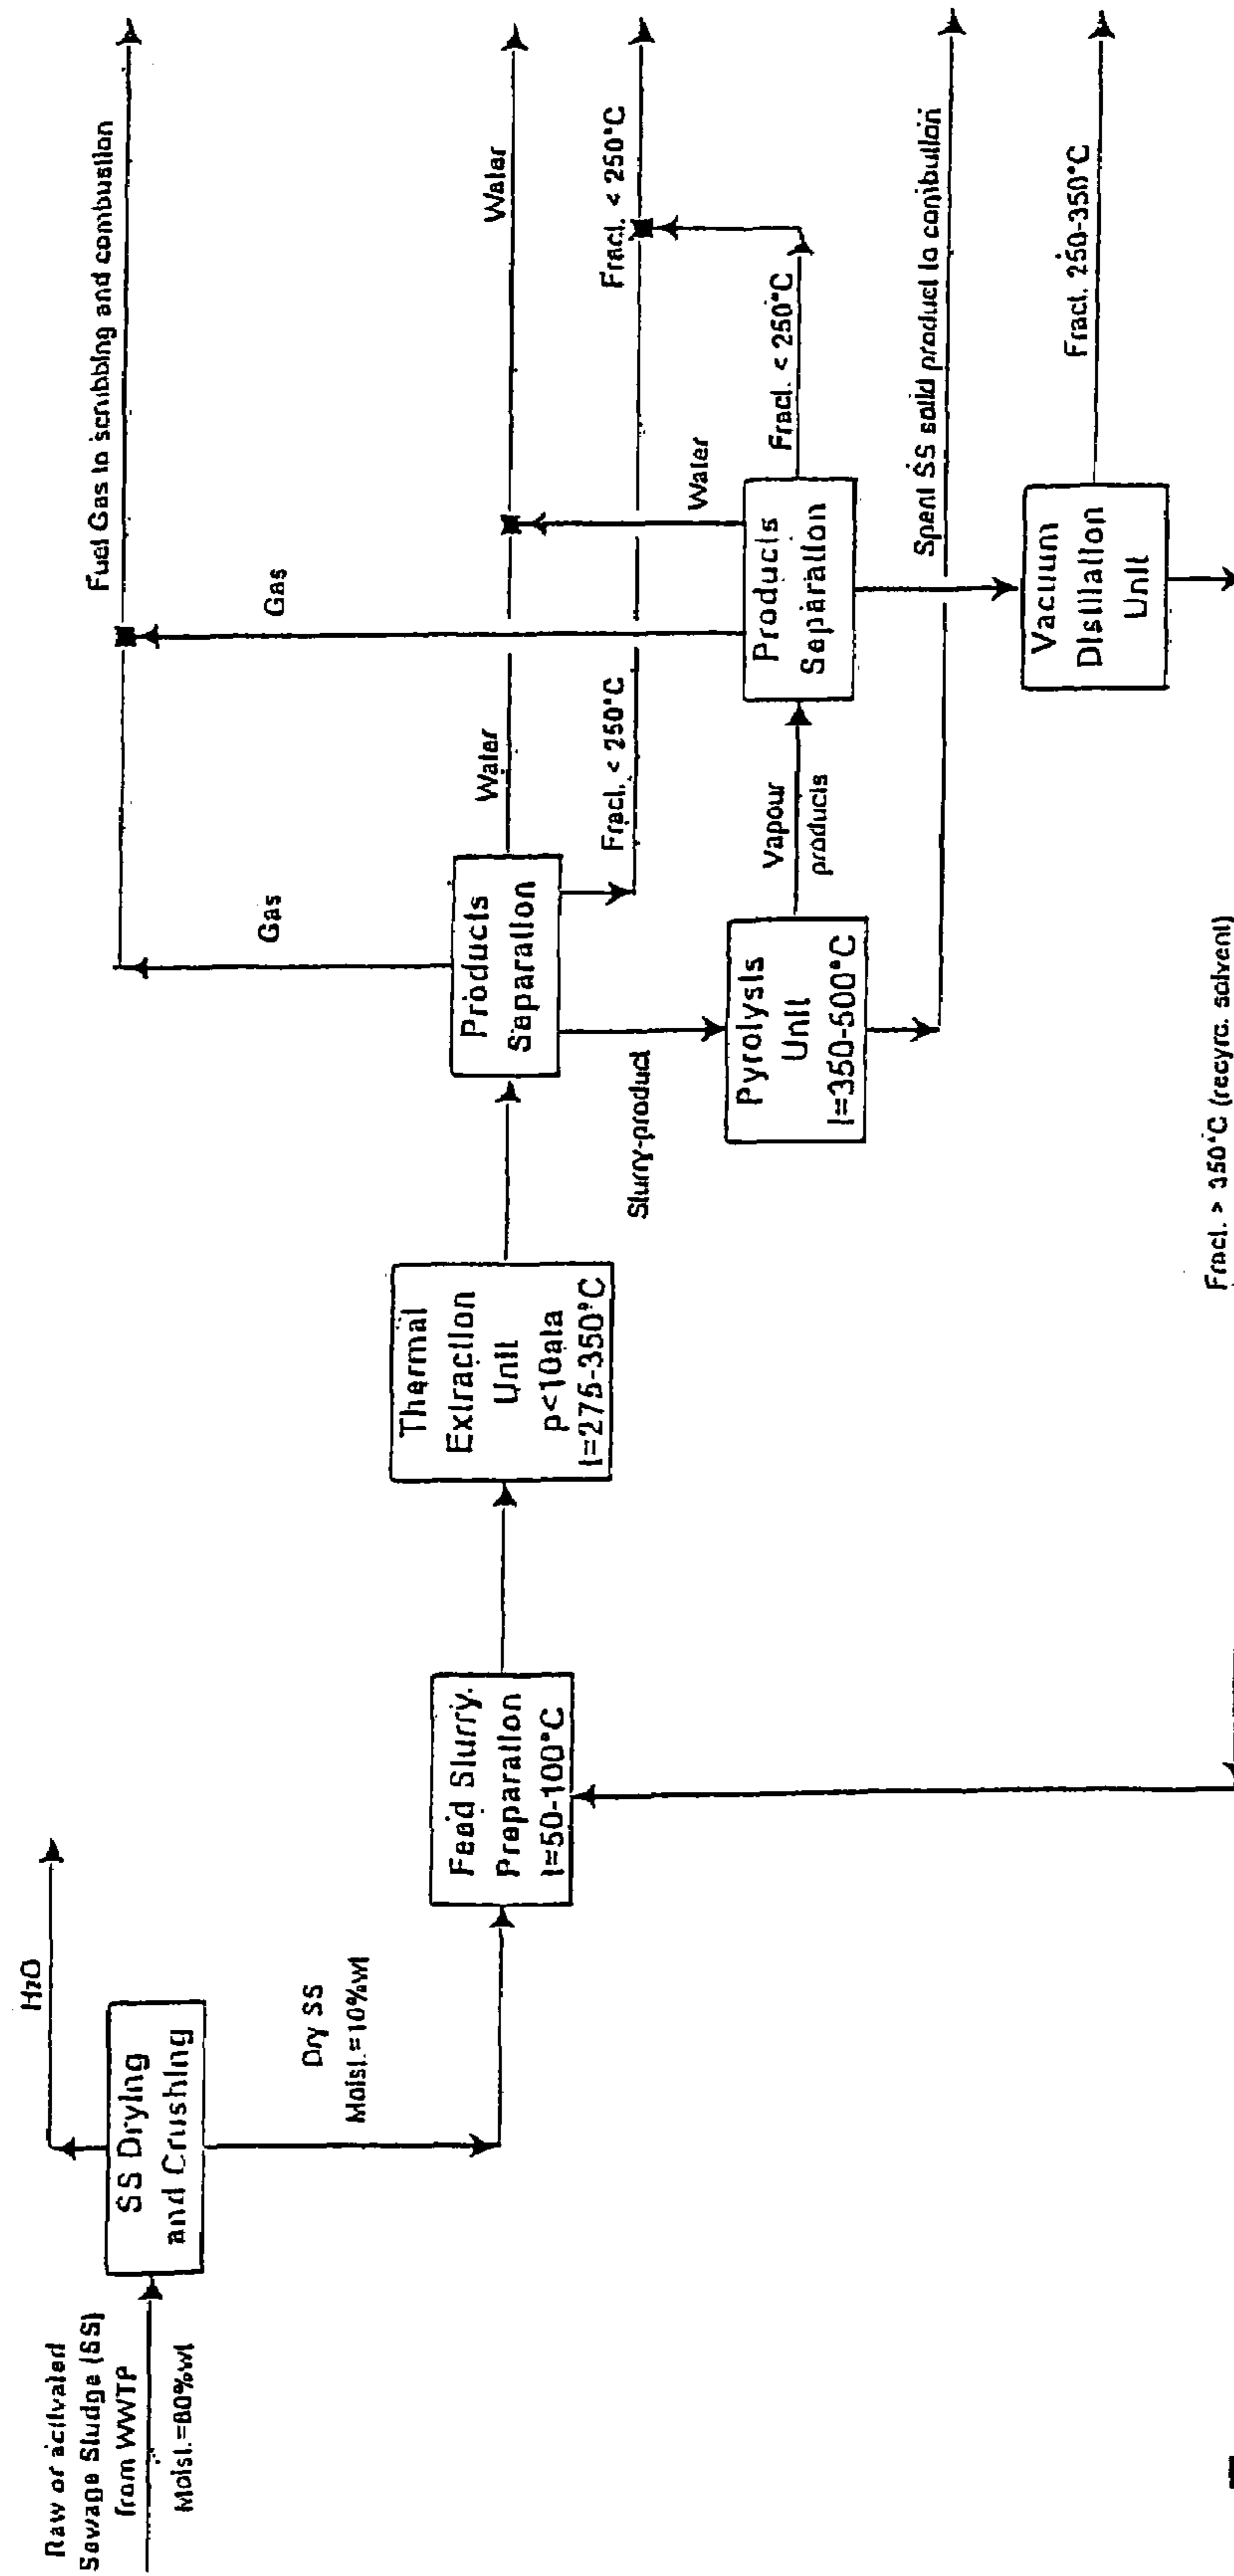 Raw or activated
Sewage Sludge (SS)
from WWTP
Moist.=80%wt
H2O
SS Drying
and Crushing
Dry SS
Moist.=10%wt
Feed Slurry.
Preparation
t=50-100°C
Thermal
Extraction
Unit
p<10ata
t=275-350°C
Products
Separation
Gas
Water
Fract. < 250°C
Slurry-product
Pyrolysis
Unit
t=350-500°C
Vapour
products
Products
Separation
Gas
Water
Fract. < 250°C
Fuel Gas to scrubbing and combustion
Water
Fract. < 250°C
Spent SS solid product to combution
Vacuum
Distillation
Unit
Fract. 250-350°C
Fract. > 350°C (recyrc. solvent)